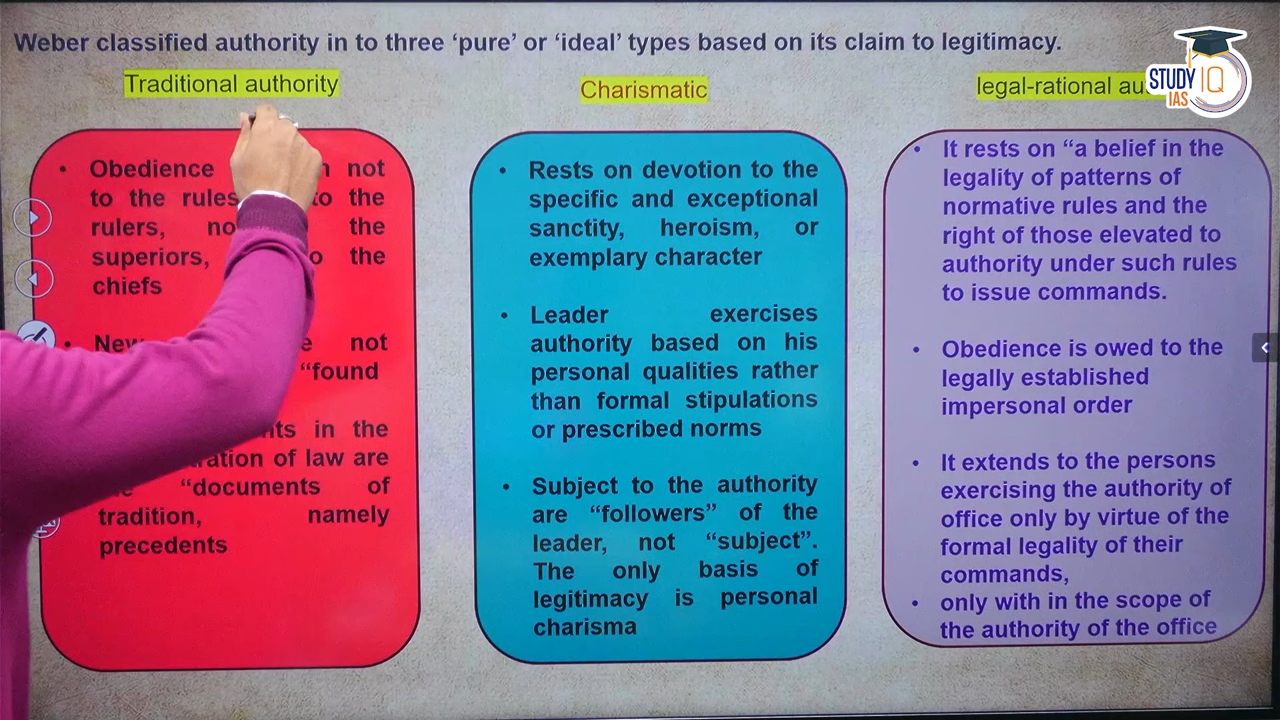 Weber classified authority in to three ‘pure’ or ‘ideal’ types based on its claim to legitimacy.
Traditional authority
• Obedience not
to the rules to the
rulers, the
superiors, the
chiefs
• New not
“found
in the
of law are
“documents of
tradition, namely
precedents
Charismatic
• Rests on devotion to the
specific and exceptional
sanctity, heroism, or
exemplary character
• Leader exercises
authority based on his
personal qualities rather
than formal stipulations
or prescribed norms
• Subject to the authority
are “followers” of the
leader, not “subject”.
The only basis of
legitimacy is personal
charisma
legal-rational
• It rests on “a belief in the
legality of patterns of
normative rules and the
right of those elevated to
authority under such rules
to issue commands.
• Obedience is owed to the
legally established
impersonal order
• It extends to the persons
exercising the authority of
office only by virtue of the
formal legality of their
commands,
• only with in the scope of
the authority of the office
STUDY IQ
IAS